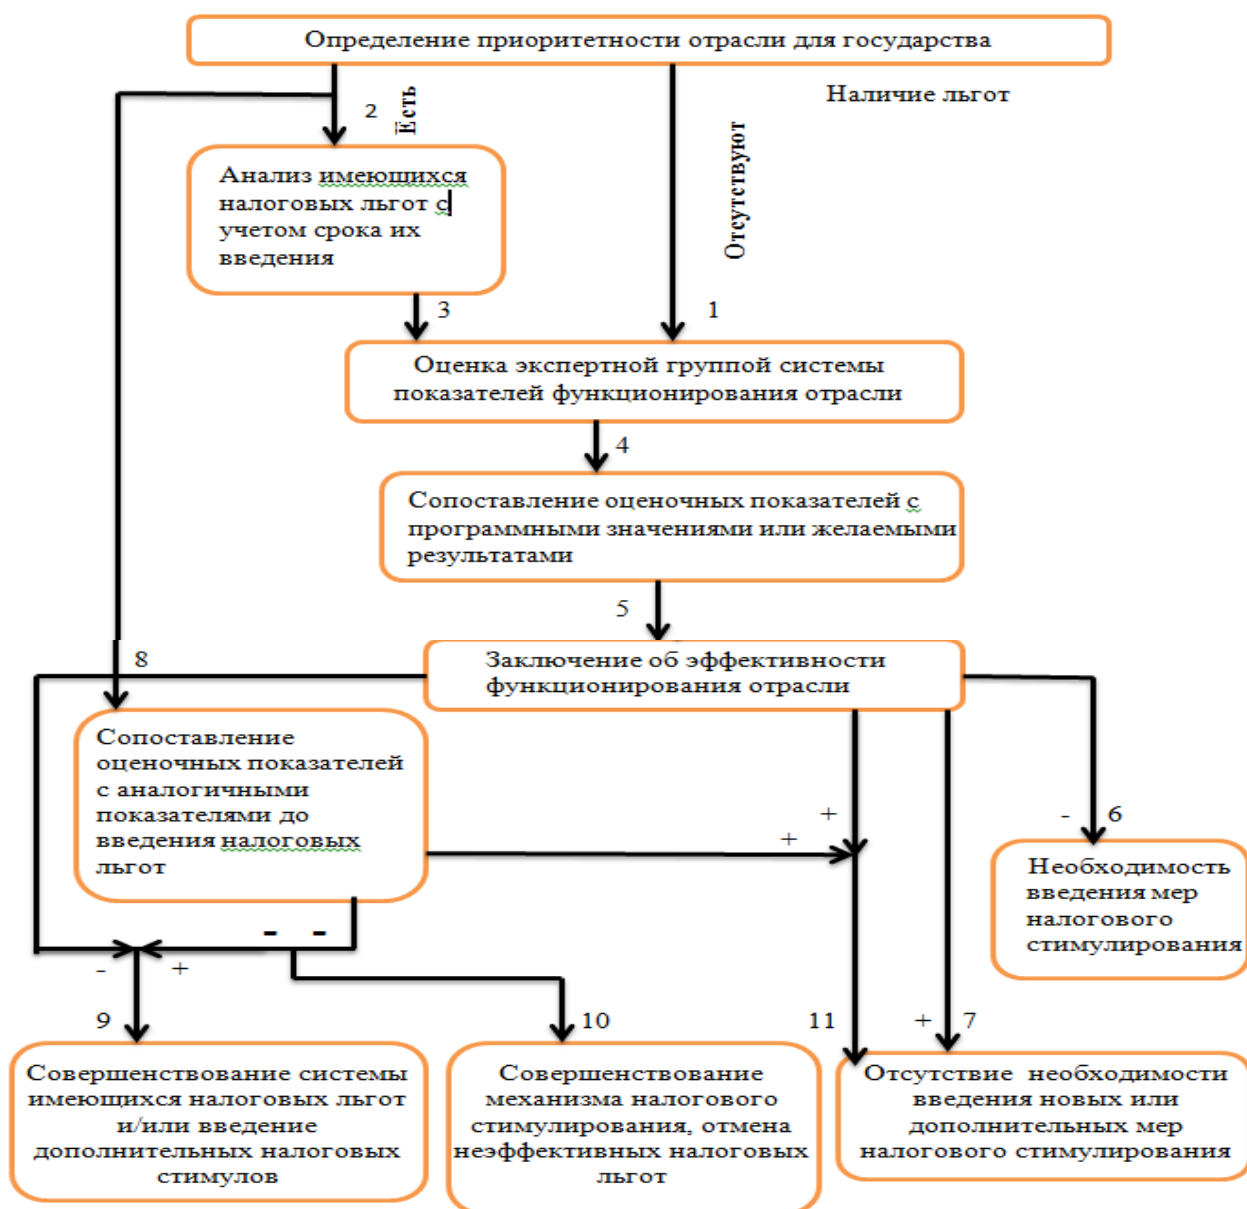 Определение приоритетности отрасли для государства
Наличие льгот
2
Есть
Отсутствуют
Анализ имеющихся
налоговых льгот с
учетом срока их
введения
3
1
Оценка экспертной группой системы
показателей функционирования отрасли
4
Сопоставление оценочных показателей с
программными значениями или желаемыми
результатами
5
8
Заключение об эффективности
функционирования отрасли
Сопоставление
оценочных показателей
с аналогичными
показателями до
введения налоговых
льгот
+
+
- 6
Необходимость
введения мер
налогового
стимулирования
- -
- +
9
10
11
+ 7
Совершенствование системы
имеющихся налоговых льгот
и/или введение
дополнительных налоговых
стимулов
Совершенствование
механизма налогового
стимулирования, отмена
неэффективных налоговых
льгот
Отсутствие необходимости
введения новых или
дополнительных мер
налогового стимулирования